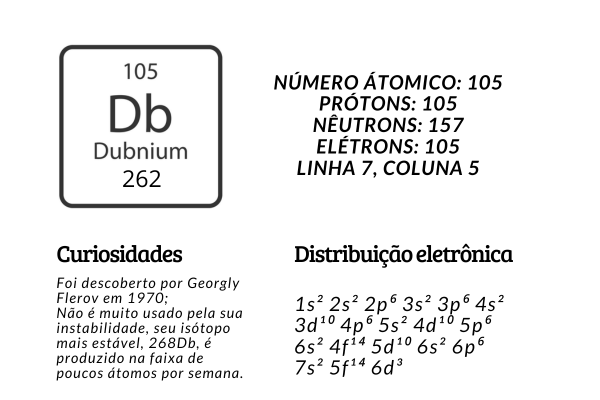 105
Db
Dubnium
262
NÚMERO ÁTOMICO: 105
PRÓTONS: 105
NÊUTRONS: 157
ELÉTRONS: 105
LINHA 7, COLUNA 5
Curiosidades
Foi descoberto por Georgly
Flerov em 1970;
Não é muito usado pela sua
instabilidade, seu isótopo
mais estável, 268Db, é
produzido na faixa de
poucos átomos por semana.
Distribuição eletrônica
1s² 2s² 2p⁶ 3s² 3p⁶ 4s²
3d¹⁰ 4p⁶ 5s² 4d¹⁰ 5p⁶
6s² 4f¹⁴ 5d¹⁰ 6s² 6p⁶
7s² 5f¹⁴ 6d³